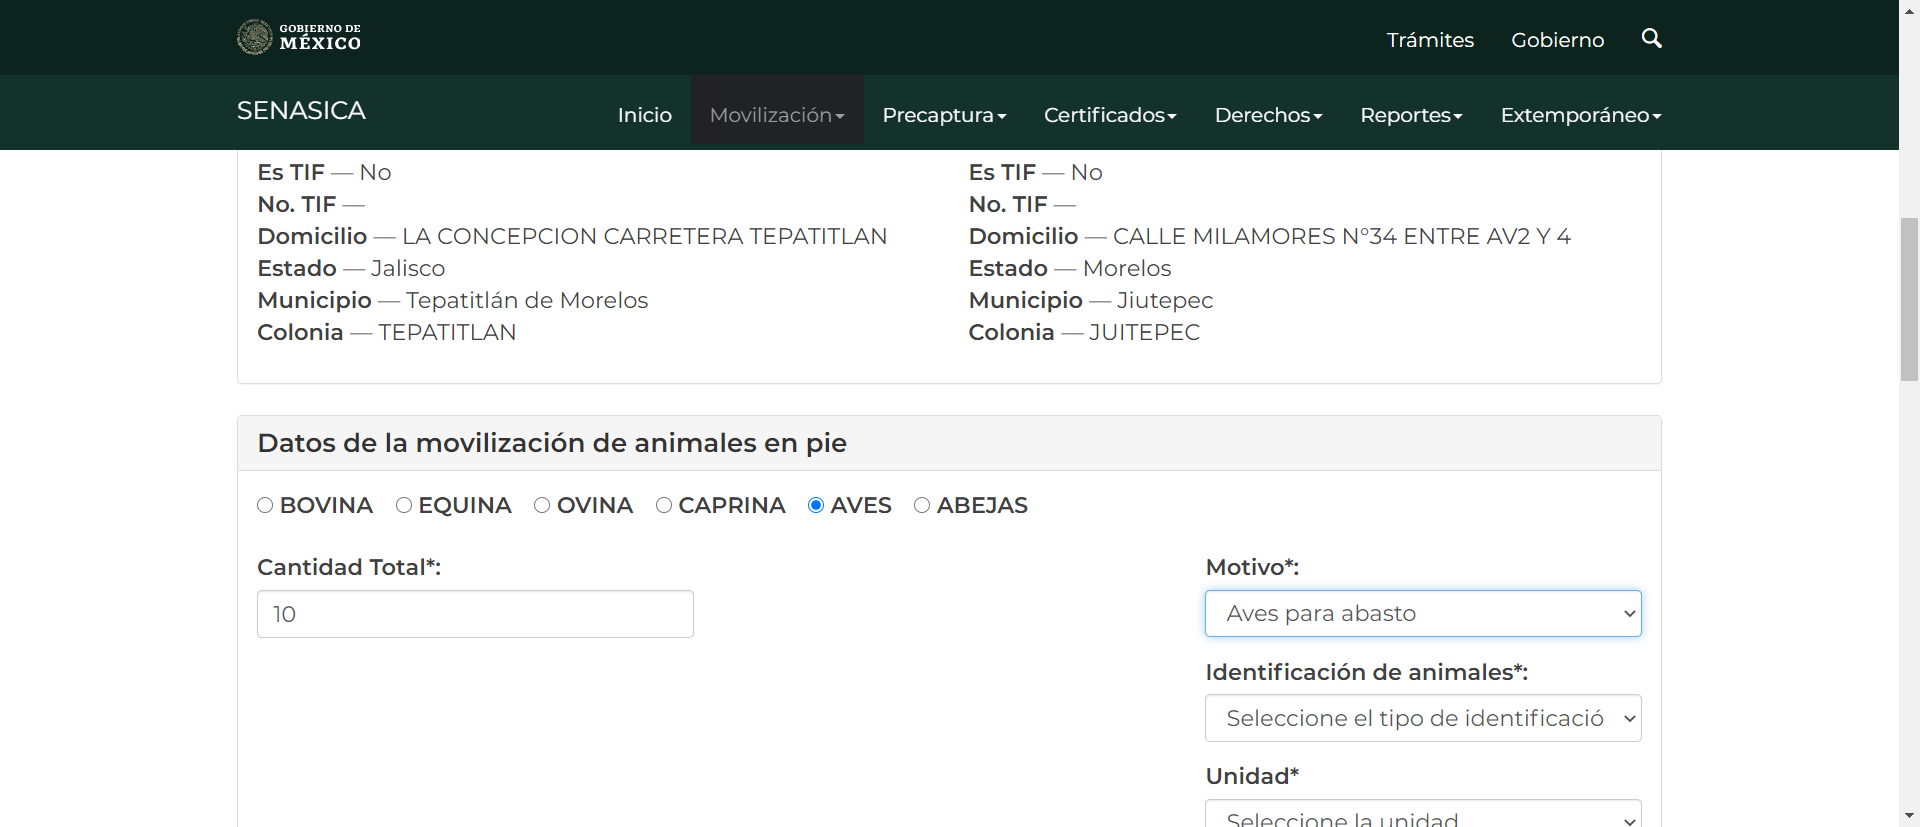 GOBIERNO DE
MÉXICO
Trámites
Gobierno
SENASICA
Inicio
Movilización
Precaptura
Certificados
Derechos
Reportes
Extemporáneo
Es TIF — No
No. TIF —
Domicilio — LA CONCEPCION CARRETERA TEPATITLAN
Estado — Jalisco
Municipio — Tepatitlán de Morelos
Colonia — TEPATITLAN
Es TIF — No
No. TIF —
Domicilio — CALLE MILAMORES N°34 ENTRE AV2 Y 4
Estado — Morelos
Municipio — Jiutepec
Colonia — JUITEPEC
Datos de la movilización de animales en pie
BOVINA
EQUINA
OVINA
CAPRINA
AVES
ABEJAS
Cantidad Total*:
10
Motivo*:
Aves para abasto
Identificación de animales*:
Seleccione el tipo de identificació
Unidad*
Seleccione la unidad